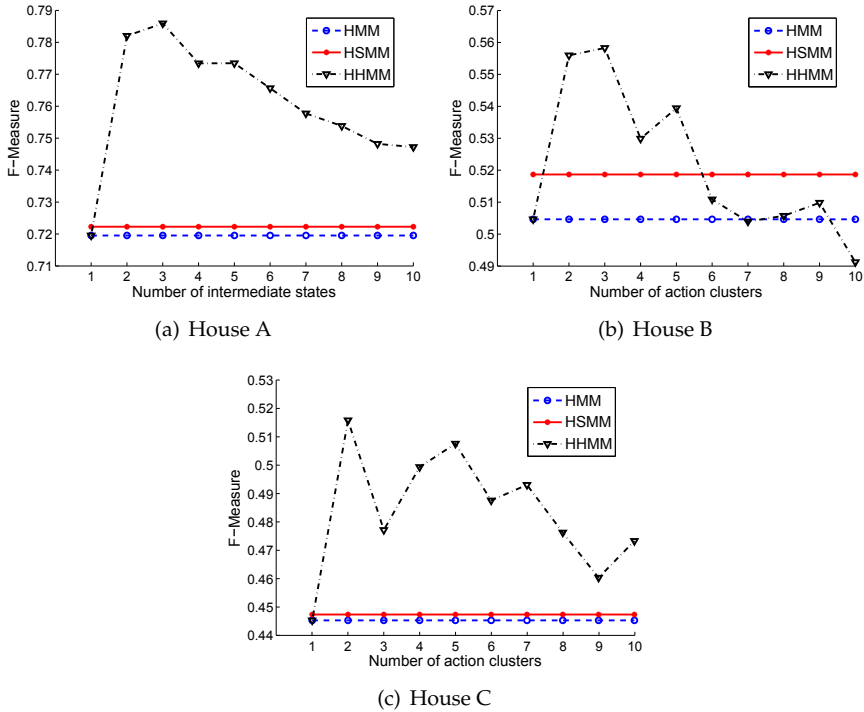 0.79
0.78
0.77
0.76
0.75
0.74
0.73
0.72
0.71
F−Measure
HMM
HSMM
HHMM
1 2 3 4 5 6 7 8 9 10
Number of intermediate states
(a) House A
0.57
0.56
0.55
0.54
0.53
0.52
0.51
0.5
0.49
F−Measure
HMM
HSMM
HHMM
1 2 3 4 5 6 7 8 9 10
Number of action clusters
(b) House B
0.53
0.52
0.51
0.5
0.49
0.48
0.47
0.46
0.45
0.44
F−Measure
HMM
HSMM
HHMM
1 2 3 4 5 6 7 8 9 10
Number of action clusters
(c) House C